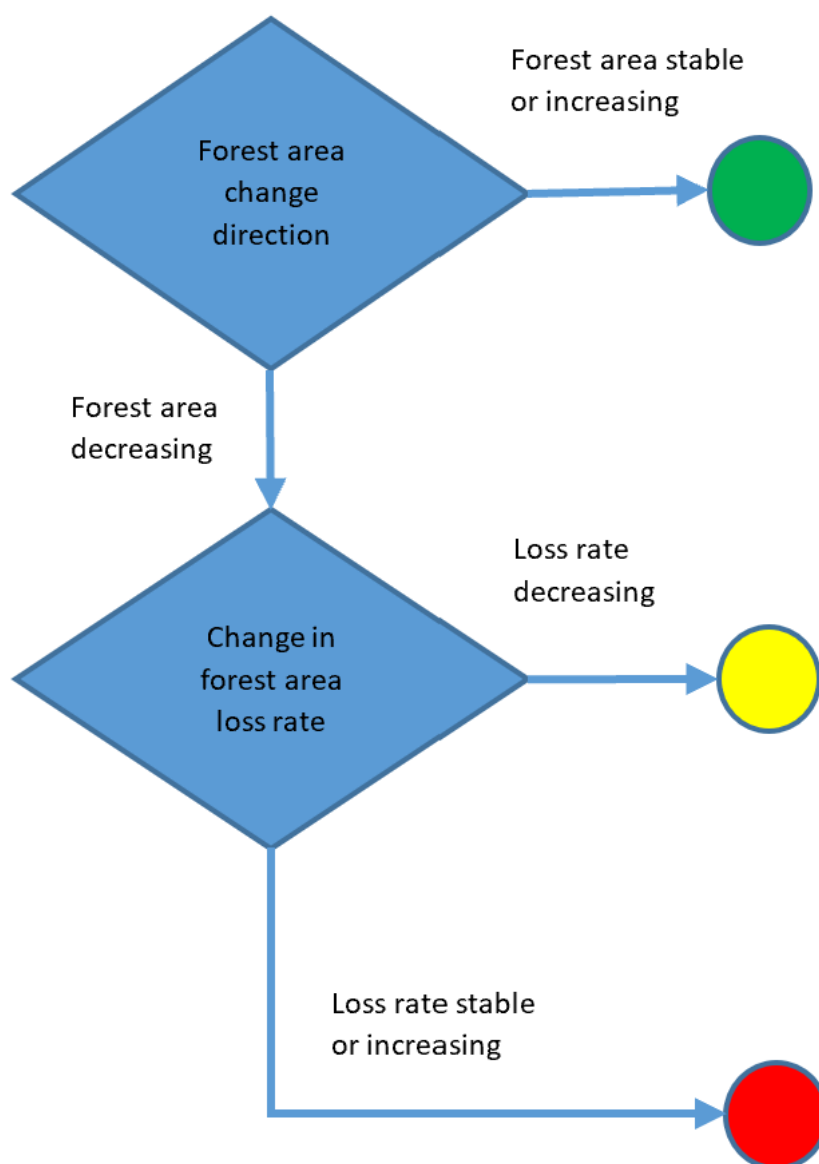 Forest area stable
or increasing
Forest area
change
direction
Forest area
decreasing
Loss rate
decreasing
Change in
forest area
loss rate
Loss rate stable
or increasing